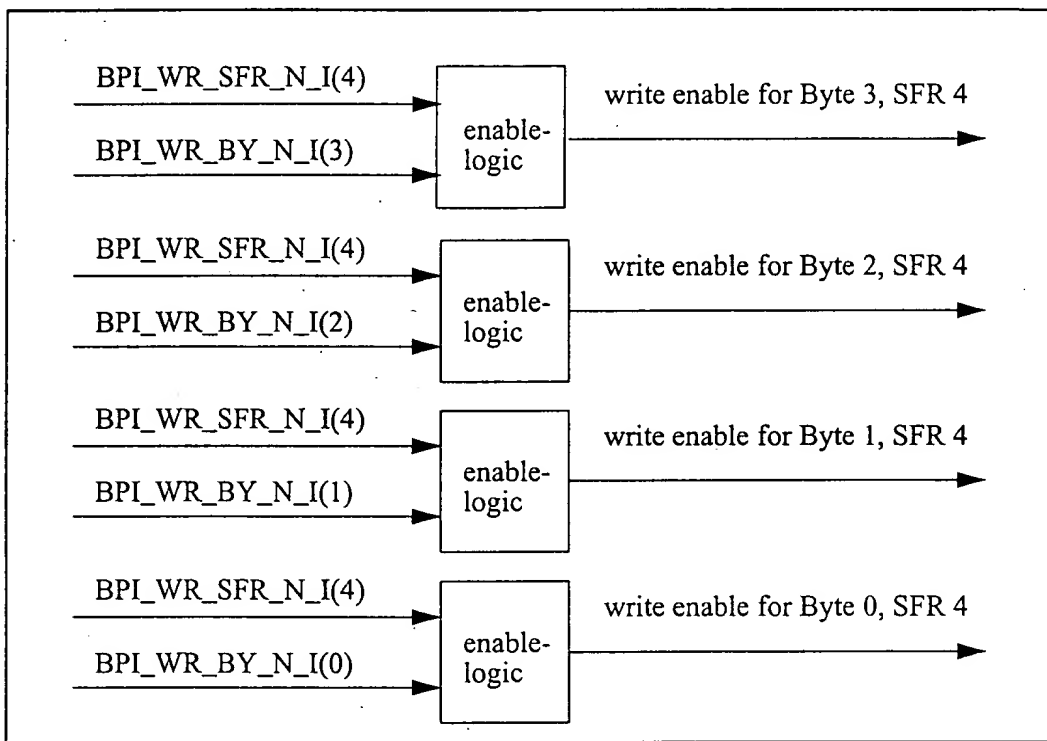 BPI_WR_SFR_N_I(4)
write enable for Byte 3, SFR 4
enable-
logic
BPI_WR_BY_N_I(3)
BPI_WR_SFR_N_I(4)
write enable for Byte 2, SFR 4
enable-
logic
BPI_WR_BY_N_I(2)
BPI_WR_SFR_N_I(4)
write enable for Byte 1, SFR 4
enable-
logic
BPI_WR_BY_N_I(1)
BPI_WR_SFR_N_I(4)
write enable for Byte 0, SFR 4
enable-
logic
BPI_WR_BY_N_I(0)